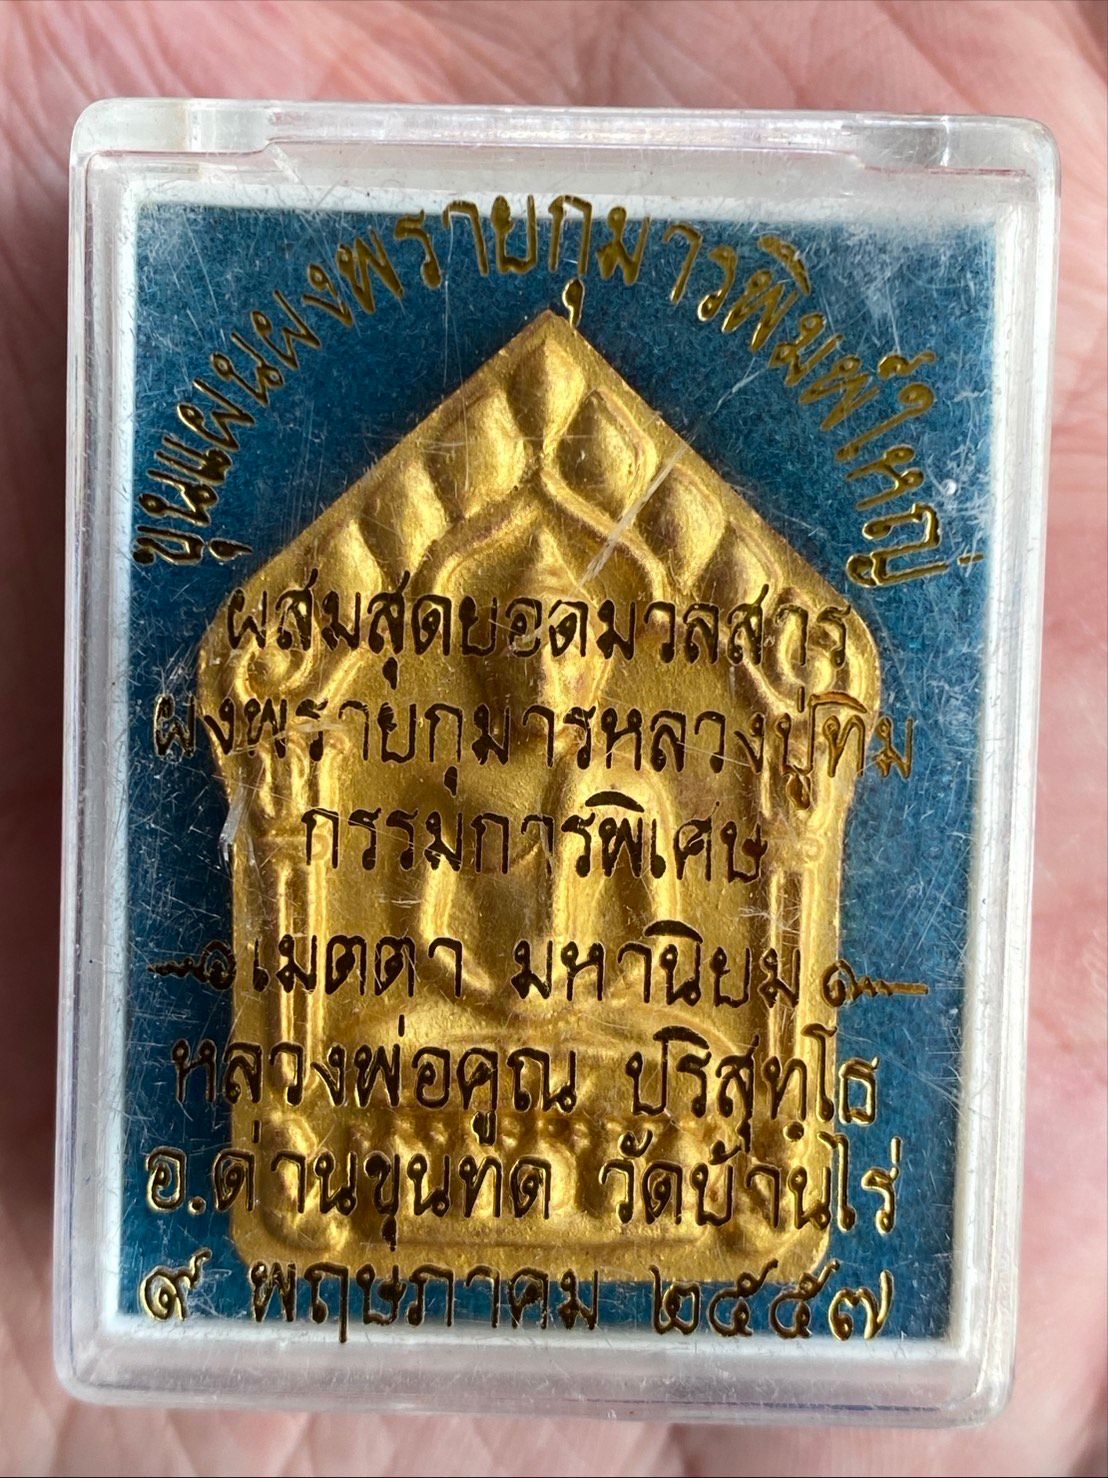 ขุนแผนผงพรายกุมารพิมพ์ใหญ่
ผสมสุดยอดมวลสาร
ผงพรายกุมารหลวงปู่ทิม
กรรมการพิเศษ
เมตตา มหานิยม
หลวงพ่อคูณ ปริสุทฺโธ
อ.ด่านขุนทด วัดบ้านไร่
๙ พฤษภาคม ๒๕๕๗